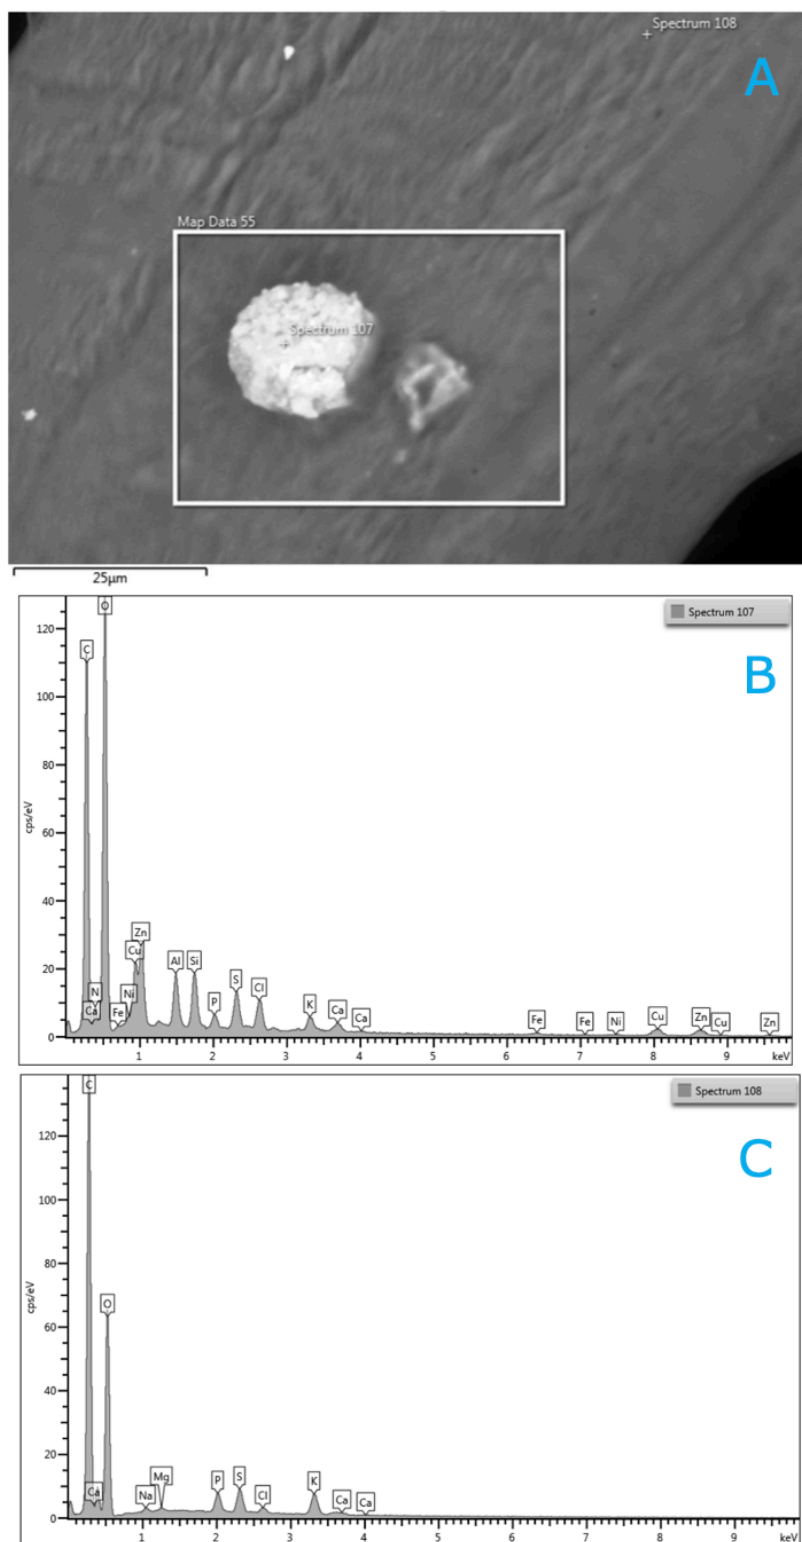 Spectrum 108
A
Map Data 55
Spectrum 107
25µm
Spectrum 107
B
cps/eV
120
100
80
60
40
20
0
C
O
Ca
N
Fe
Ni
Cu
Zn
Al
Si
P
S
Cl
K
Ca
Ca
Fe
Fe
Ni
Cu
Zn
Cu
Zn
1 2 3 4 5 6 7 8 9 keV
Spectrum 108
C
cps/eV
120
100
80
60
40
20
0
C
Ca
O
Na
Mg
P
S
Cl
K
Ca
Ca
1 2 3 4 5 6 7 8 9 keV